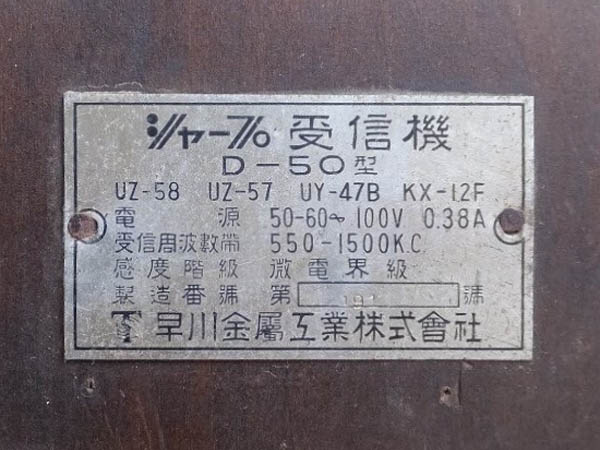 シャープ 受信機
D-50型
UZ-58 UZ-57 UY-47B KX-12F
電源 50-60~ 100V 0.38A
受信周波數帶 550-1500K.C.
感度階級 微電界級
製造番號 第 號
早川金屬工業株式會社